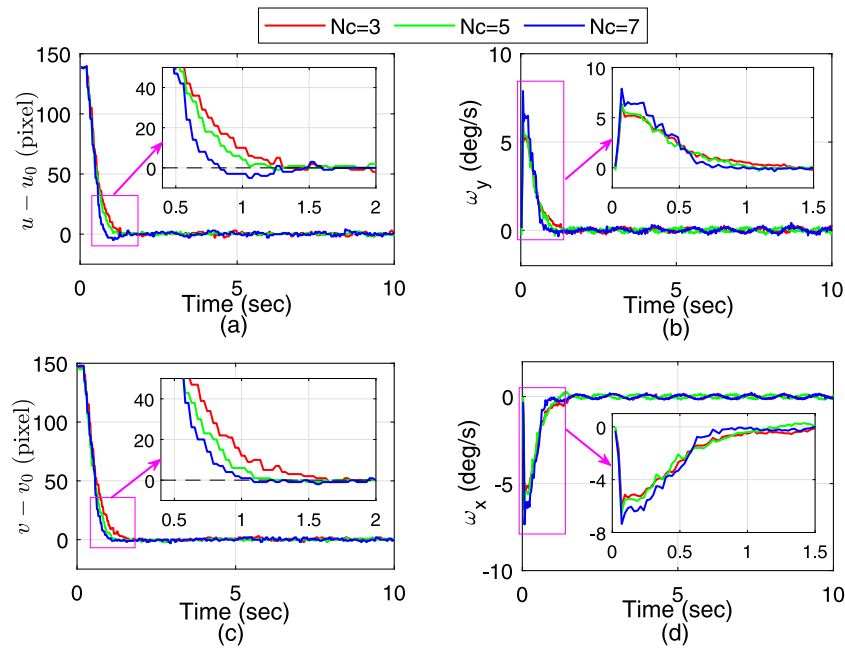 Nc=3 Nc=5 Nc=7
u − u₀ (pixel)
150
100
50
0
0 5 10
Time (sec)
(a)
40
20
0
0.5 1 1.5 2
ω_y (deg/s)
10
5
0
-2
0 5 10
Time (sec)
(b)
10
5
0
0 0.5 1 1.5
v − v₀ (pixel)
150
100
50
0
0 5 10
Time (sec)
(c)
40
20
0
0.5 1 1.5 2
ω_x (deg/s)
0
-5
-10
0 5 10
Time (sec)
(d)
0
-4
-8
0 0.5 1 1.5